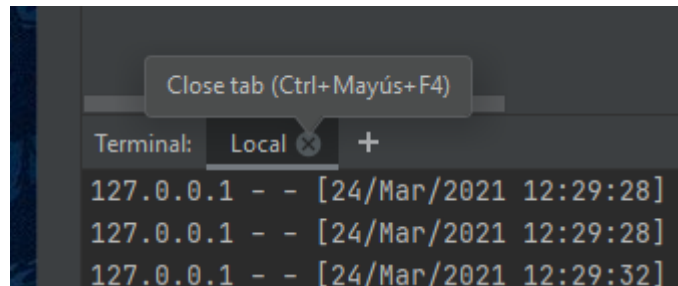 Close tab (Ctrl+Mayús+F4)
Terminal: Local +
127.0.0.1 - - [24/Mar/2021 12:29:28]
127.0.0.1 - - [24/Mar/2021 12:29:28]
127.0.0.1 - - [24/Mar/2021 12:29:32]